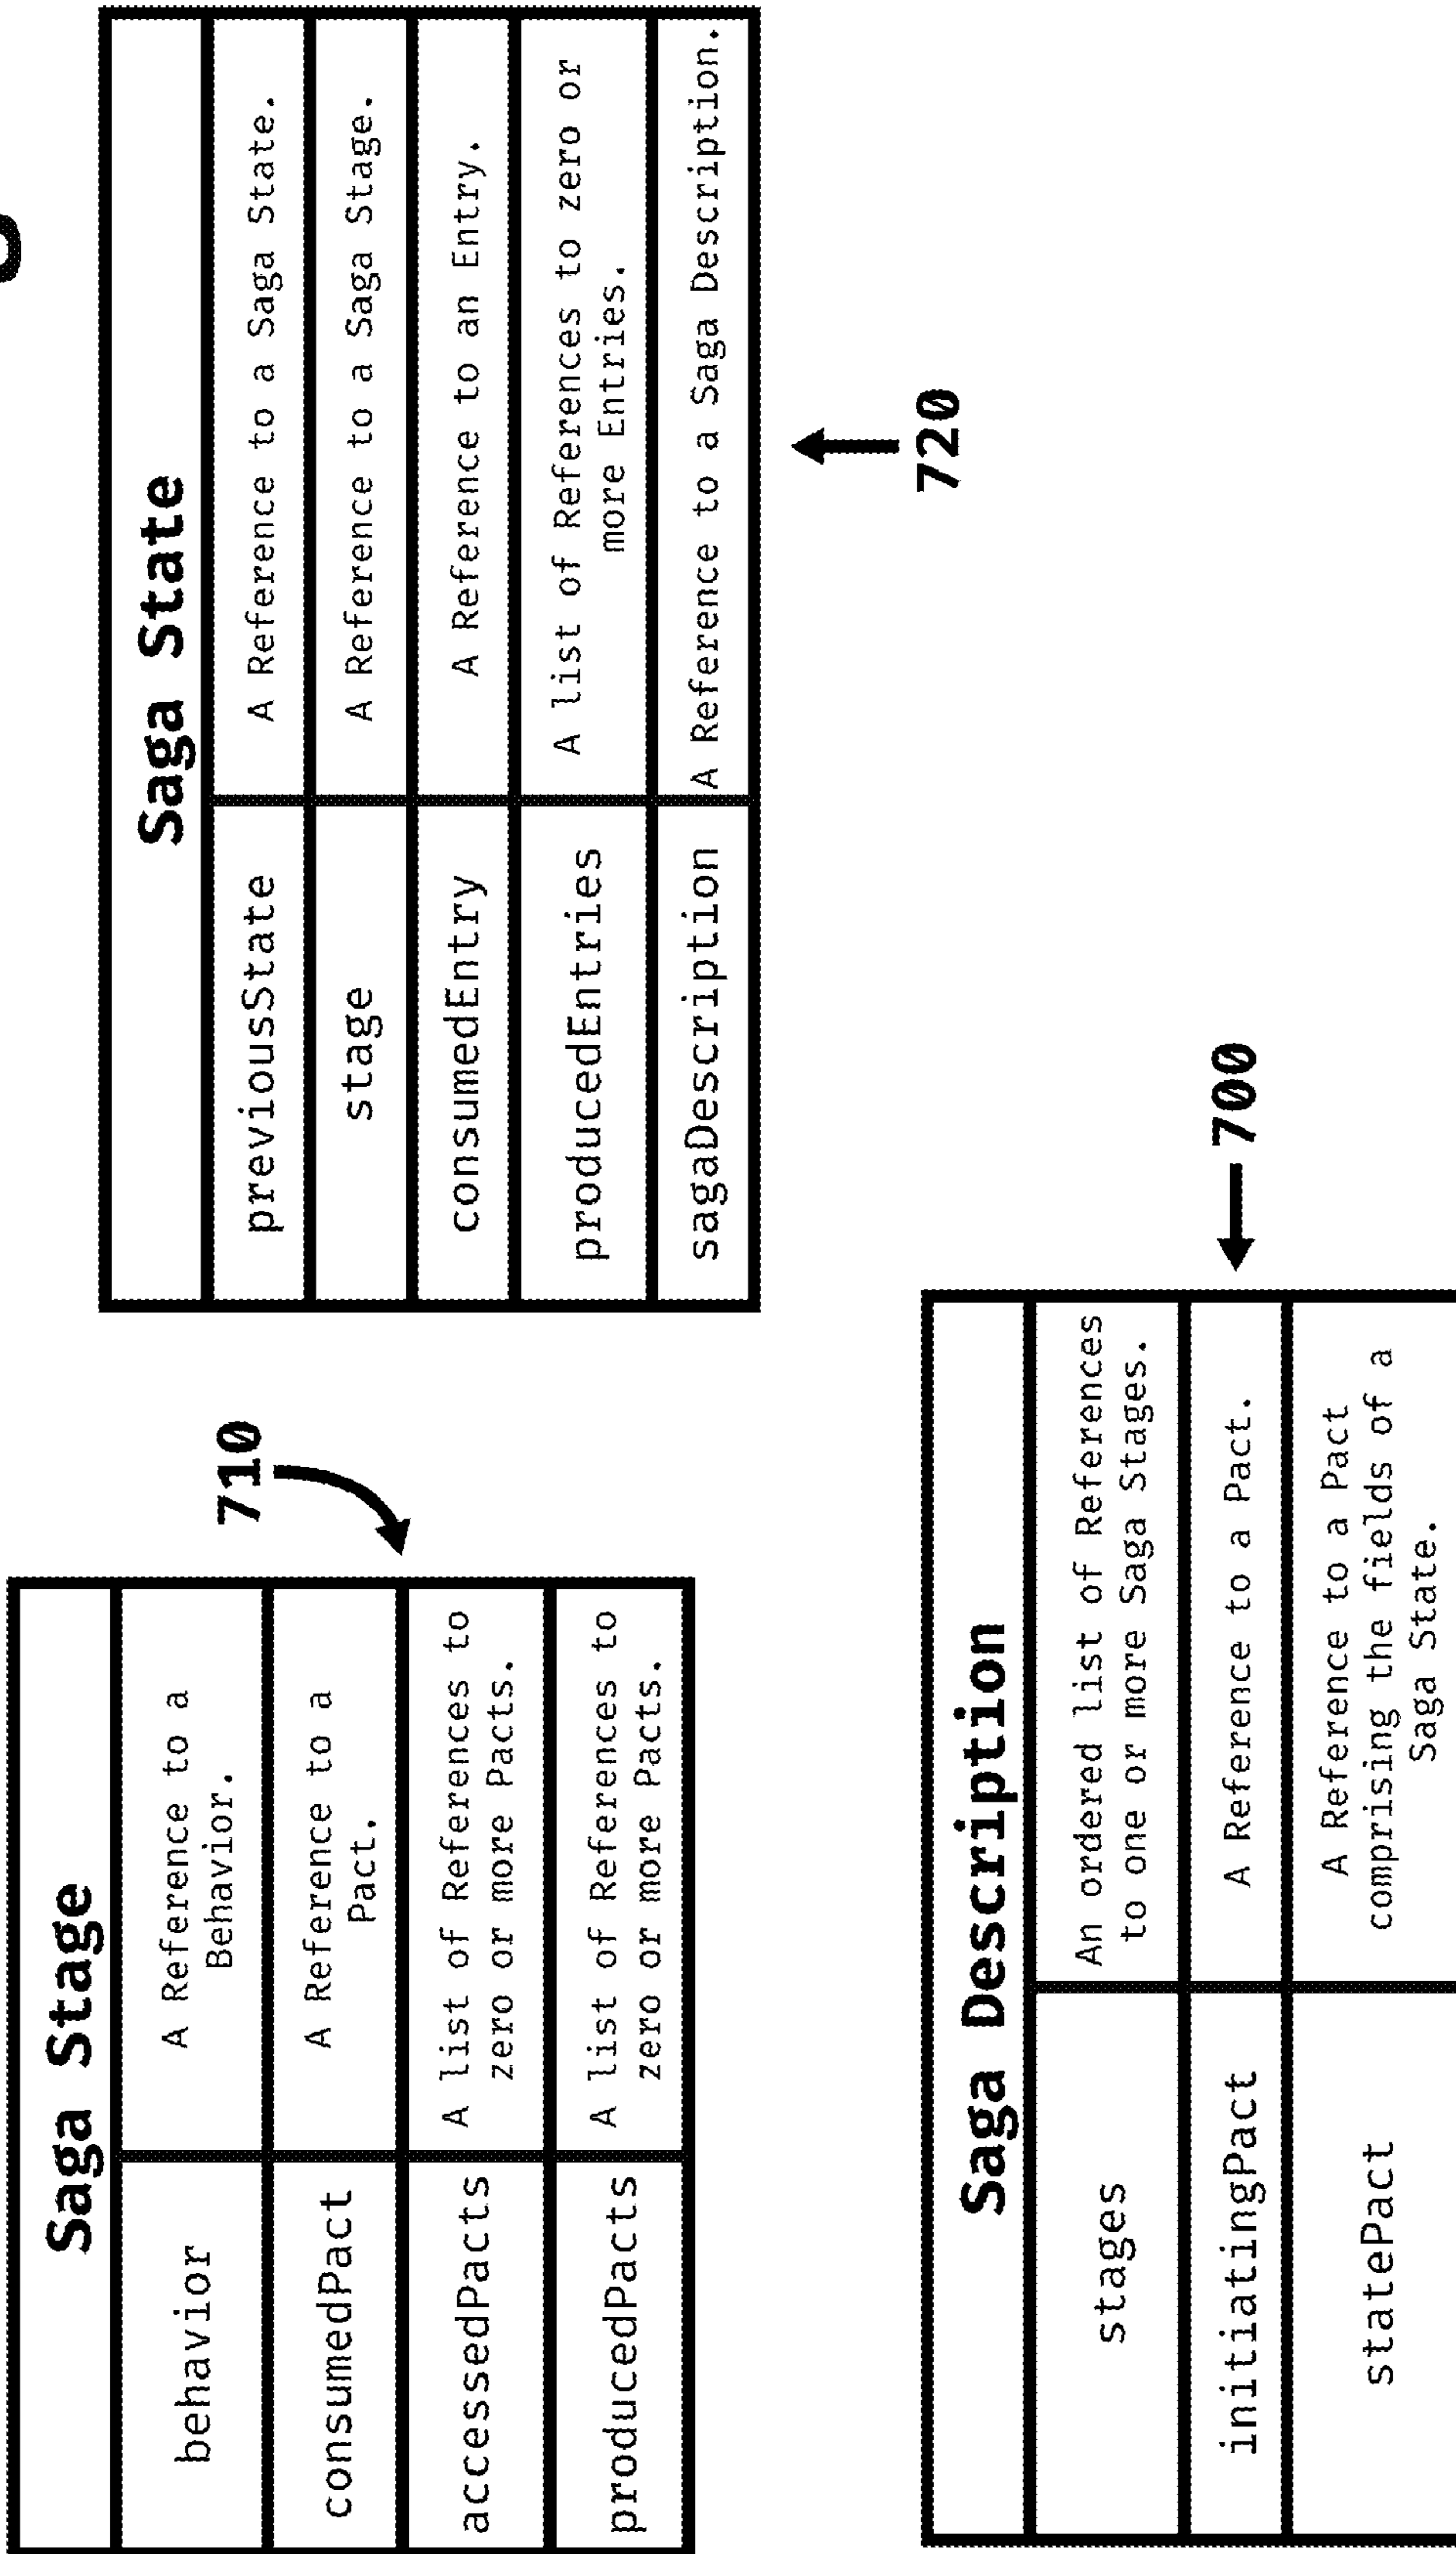 Saga Stage
behavior
A Reference to a
Behavior.
consumedPact
A Reference to a
Pact.
accessedPacts
A list of References to
zero or more Pacts.
producedPacts
A list of References to
zero or more Pacts.
710
Saga State
previousState
A Reference to a Saga State.
stage
A Reference to a Saga Stage.
consumedEntry
A Reference to an Entry.
producedEntries
A list of References to zero or
more Entries.
sagaDescription
A Reference to a Saga Description.
720
Saga Description
stages
An ordered list of References
to one or more Saga Stages.
initiatingPact
A Reference to a Pact.
statePact
A Reference to a Pact
comprising the fields of a
Saga State.
700